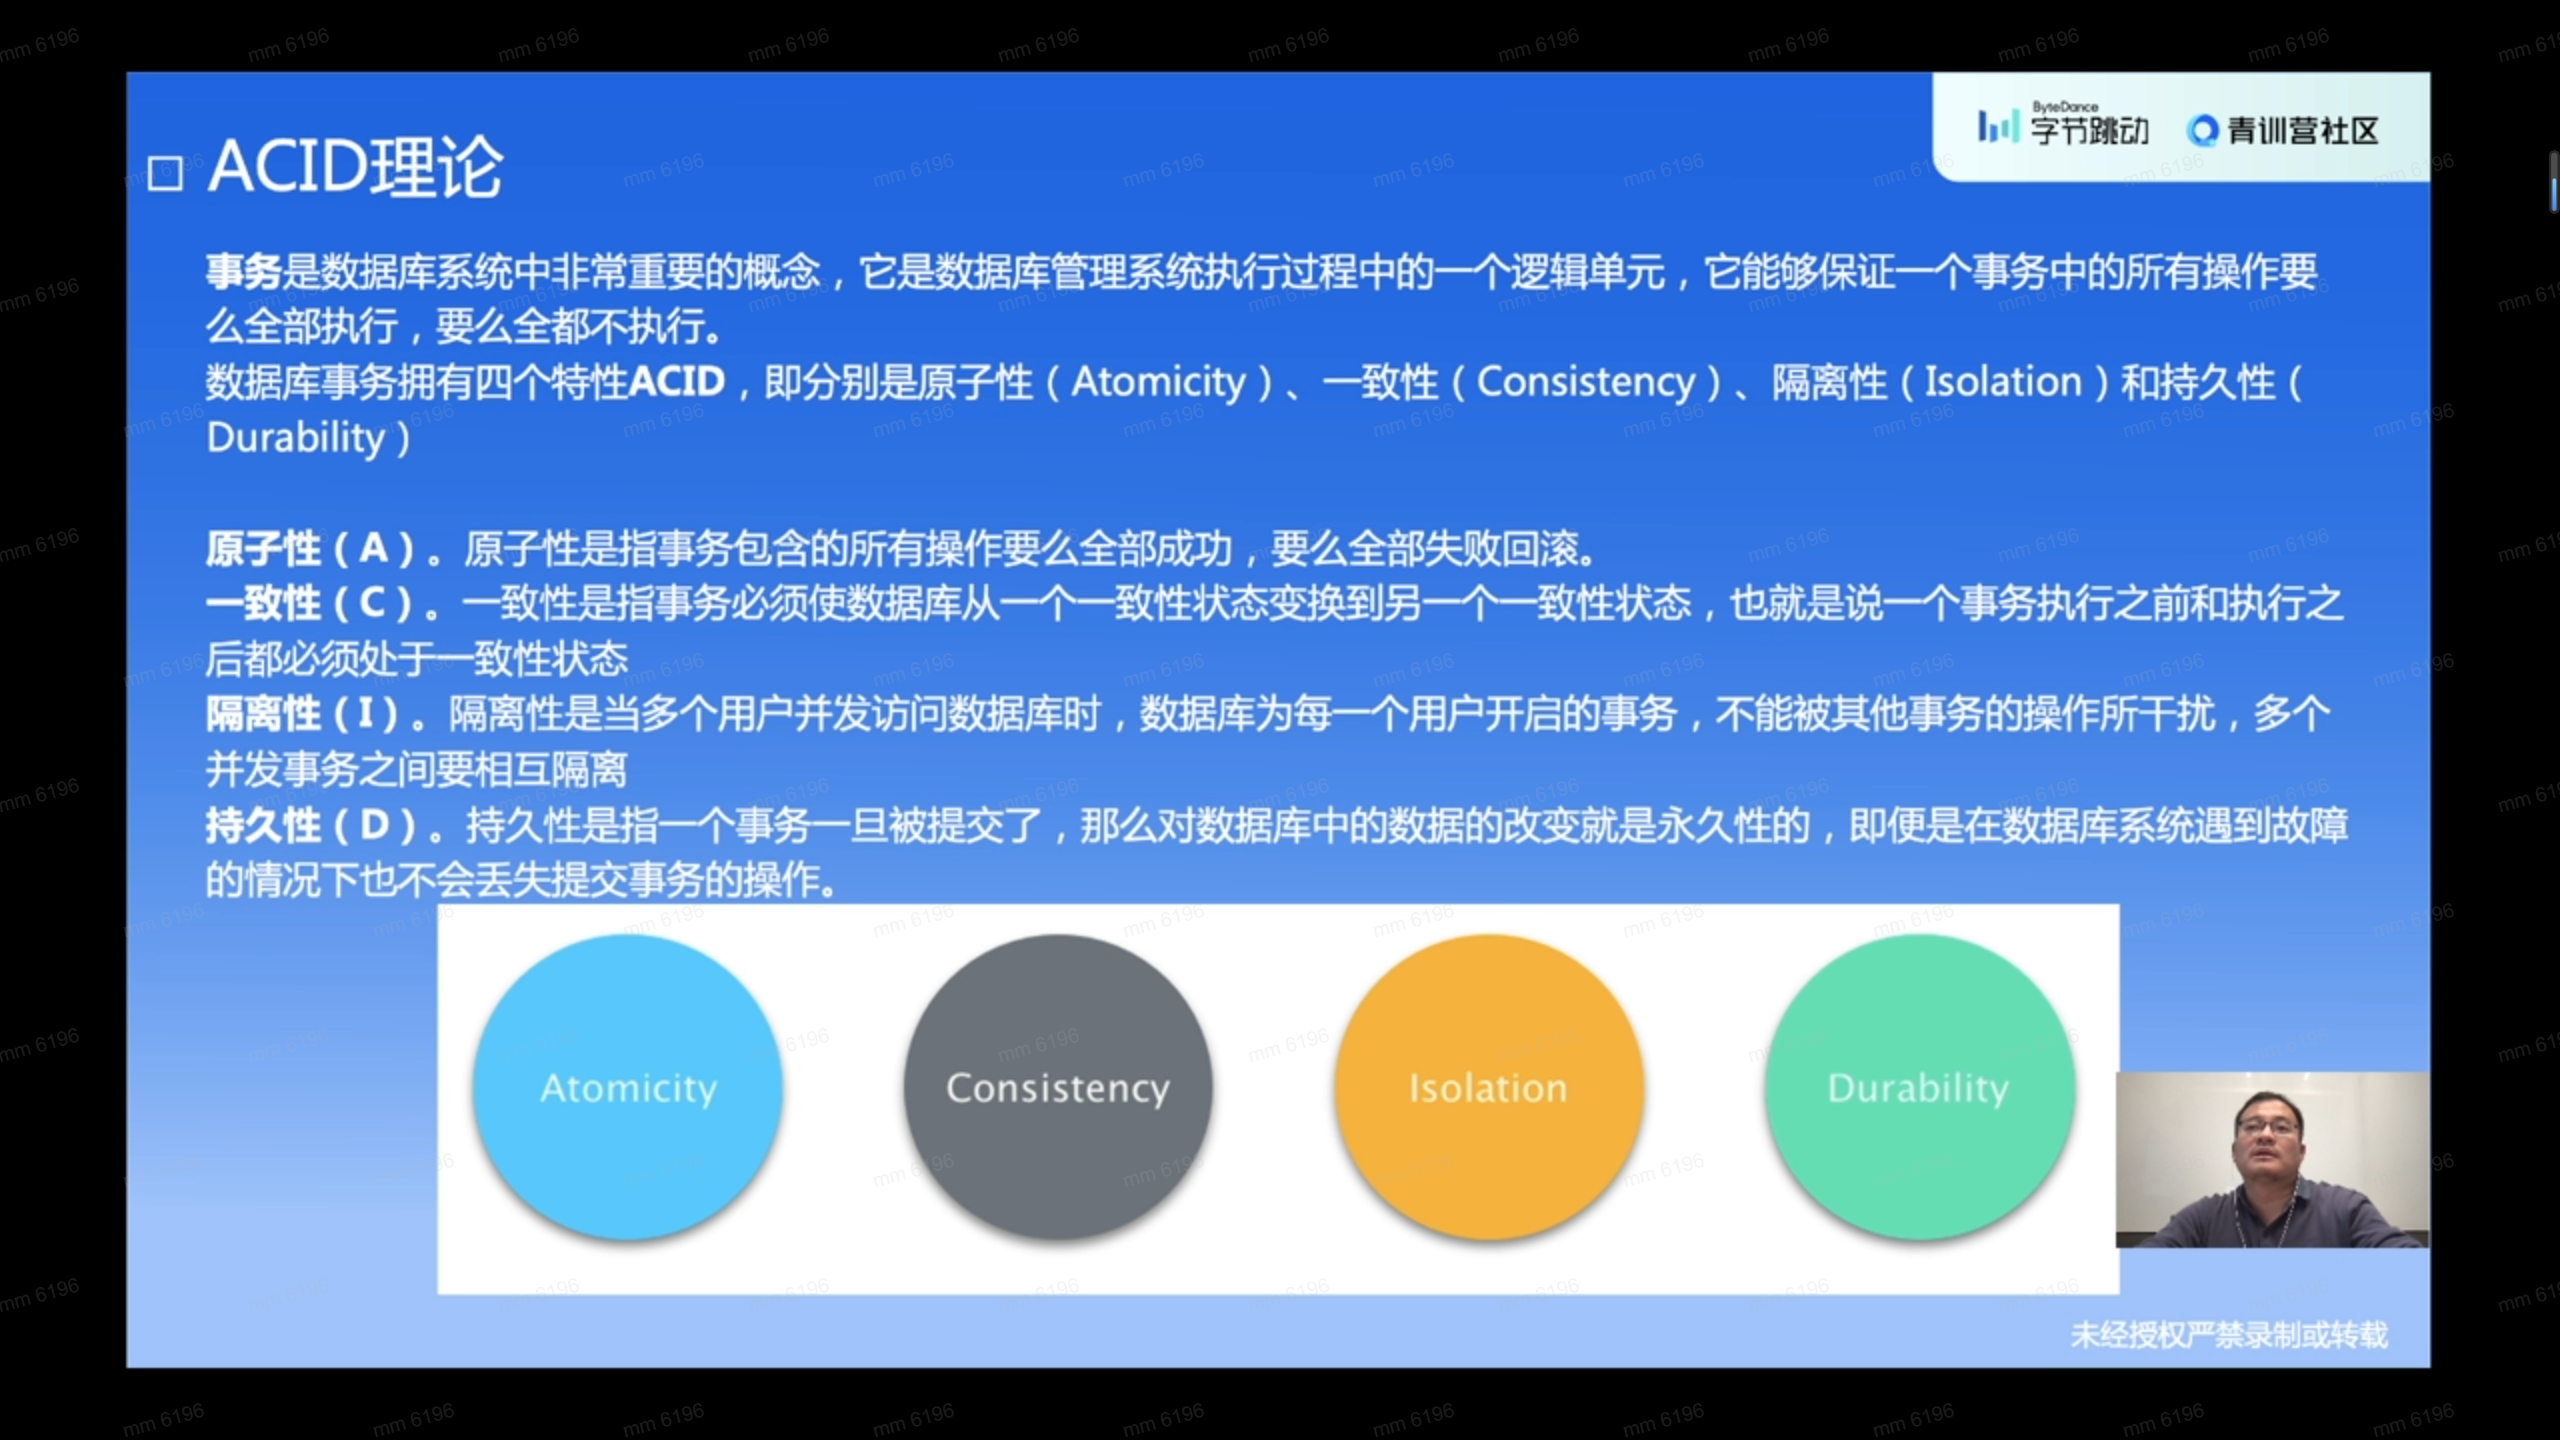 ByteDance
字节跳动 青训营社区
ACID理论
事务是数据库系统中非常重要的概念，它是数据库管理系统执行过程中的一个逻辑单元，它能够保证一个事务中的所有操作要
么全部执行，要么全都不执行。
数据库事务拥有四个特性ACID，即分别是原子性（Atomicity）、一致性（Consistency）、隔离性（Isolation）和持久性（
Durability）
原子性（A）。原子性是指事务包含的所有操作要么全部成功，要么全部失败回滚。
一致性（C）。一致性是指事务必须使数据库从一个一致性状态变换到另一个一致性状态，也就是说一个事务执行之前和执行之
后都必须处于一致性状态
隔离性（I）。隔离性是当多个用户并发访问数据库时，数据库为每一个用户开启的事务，不能被其他事务的操作所干扰，多个
并发事务之间要相互隔离
持久性（D）。持久性是指一个事务一旦被提交了，那么对数据库中的数据的改变就是永久性的，即便是在数据库系统遇到故障
的情况下也不会丢失提交事务的操作。
Atomicity Consistency Isolation Durability
未经授权严禁录制或转载
mm 6196